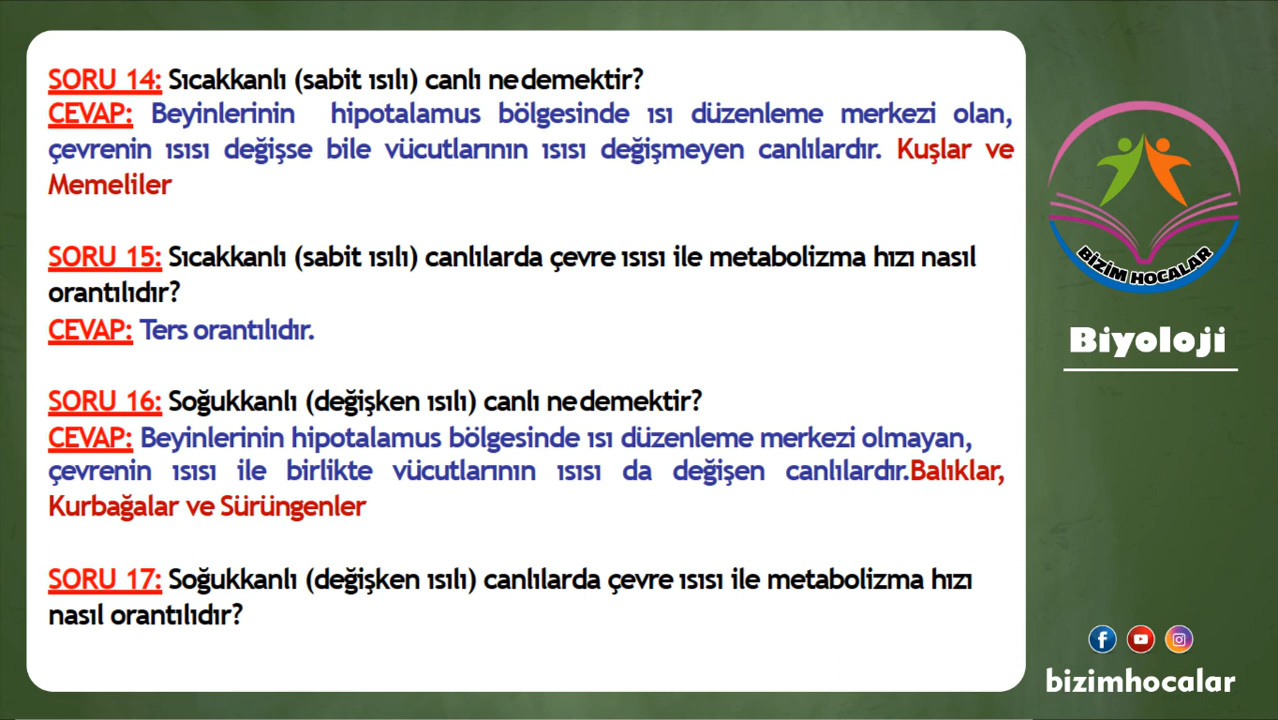 SORU 14: Sıcakkanlı (sabit ısılı) canlı ne demektir?
CEVAP: Beyinlerinin hipotalamus bölgesinde ısı düzenleme merkezi olan,
çevrenin ısısı değişse bile vücutlarının ısısı değişmeyen canlılardır. Kuşlar ve
Memeliler
SORU 15: Sıcakkanlı (sabit ısılı) canlılarda çevre ısısı ile metabolizma hızı nasıl
orantılıdır?
CEVAP: Ters orantılıdır.
SORU 16: Soğukkanlı (değişken ısılı) canlı ne demektir?
CEVAP: Beyinlerinin hipotalamus bölgesinde ısı düzenleme merkezi olmayan,
çevrenin ısısı ile birlikte vücutlarının ısısı da değişen canlılardır.Balıklar,
Kurbağalar ve Sürüngenler
SORU 17: Soğukkanlı (değişken ısılı) canlılarda çevre ısısı ile metabolizma hızı
nasıl orantılıdır?
BİZİM HOCALAR
Biyoloji
bizimhocalar